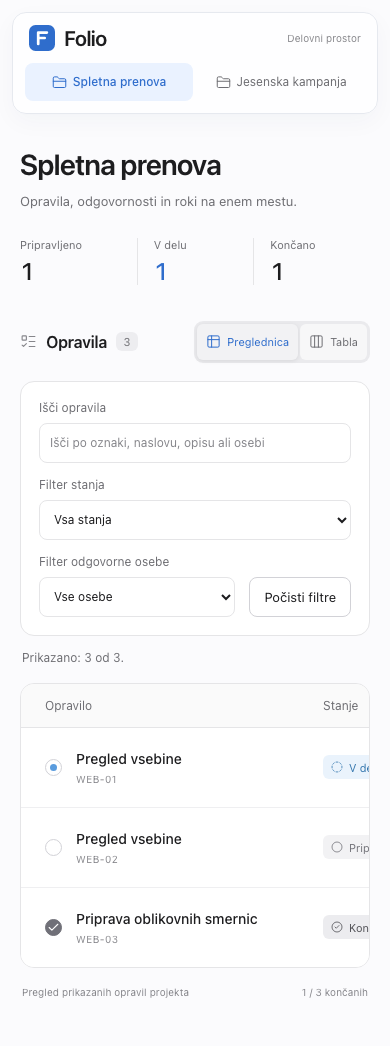 F Folio
Delovni prostor
Spletna prenova
Jesenska kampanja
Spletna prenova
Opravila, odgovornosti in roki na enem mestu.
Pripravljeno
V delu
Končano
1
1
1
Opravila 3
Preglednica
Tabla
Išči opravila
Išči po oznaki, naslovu, opisu ali osebi
Filter stanja
Vsa stanja
Filter odgovorne osebe
Vse osebe
Počisti filtre
Prikazano: 3 od 3.
Opravilo
Stanje
Pregled vsebine
WEB-01
V de
Pregled vsebine
WEB-02
Prip
Priprava oblikovnih smernic
WEB-03
Kon
Pregled prikazanih opravil projekta
1 / 3 končanih